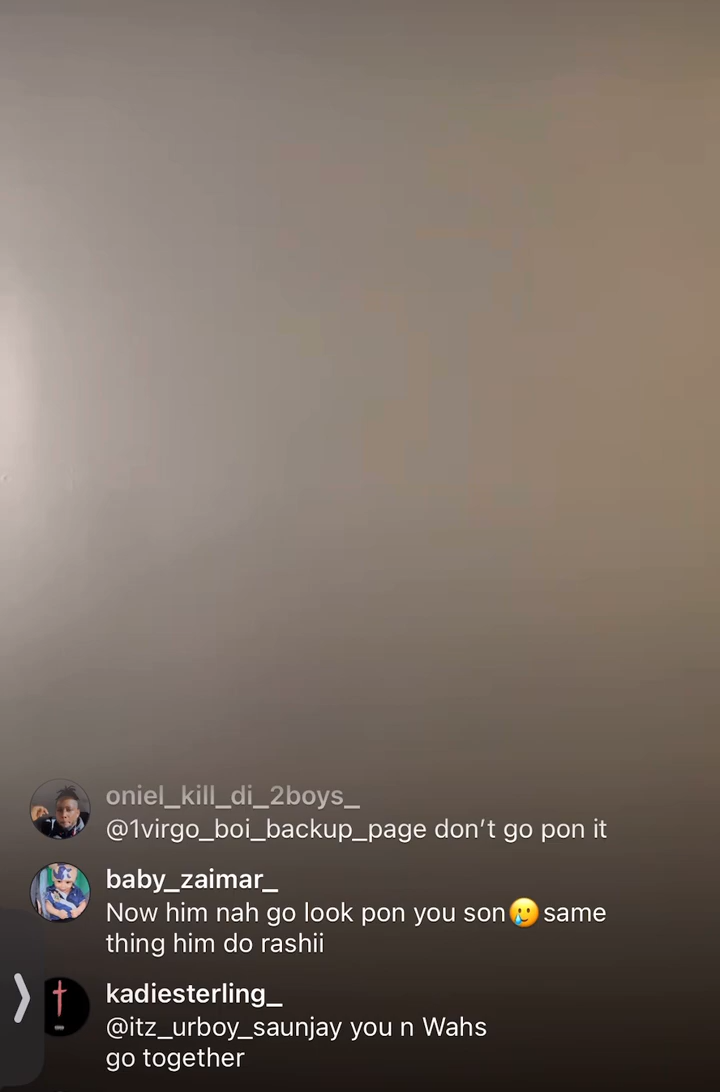 oniel_kill_di_2boys_
@1virgo_boi_backup_page don’t go pon it
baby_zaimar_
Now him nah go look pon you son🥲same
thing him do rashii
kadiesterling_
@itz_urboy_saunjay you n Wahs
go together